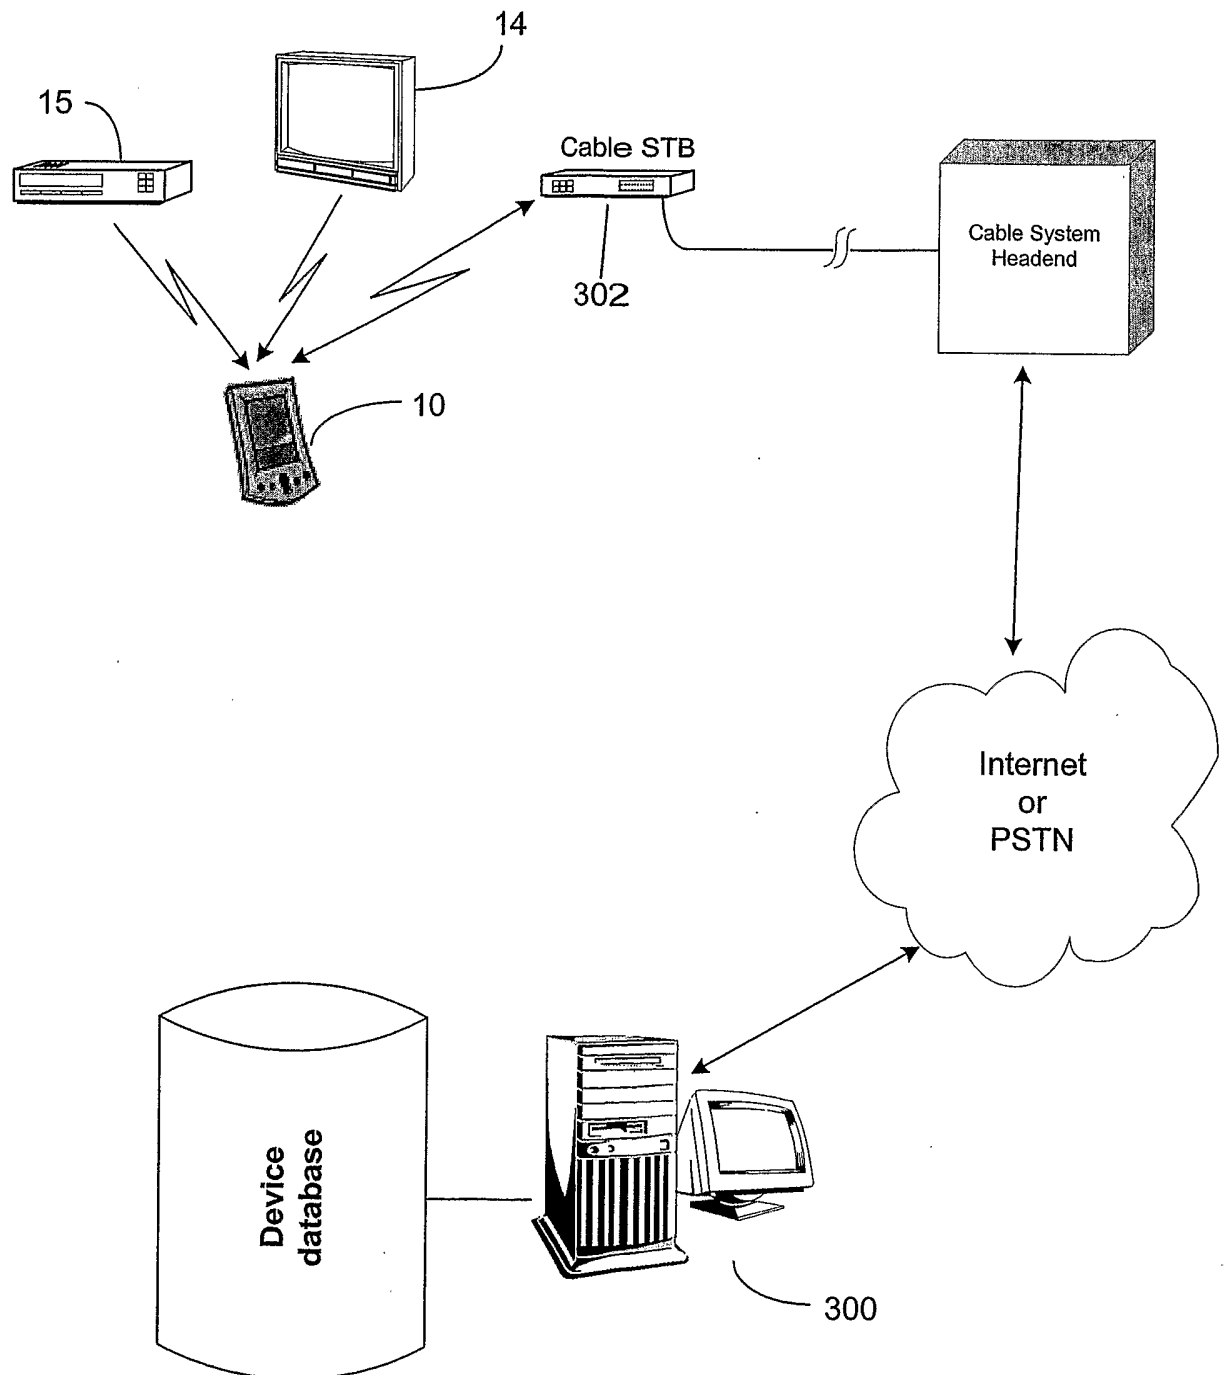 14
15
Cable STB
Cable System
Headend
302
10
Internet
or
PSTN
Device
database
300